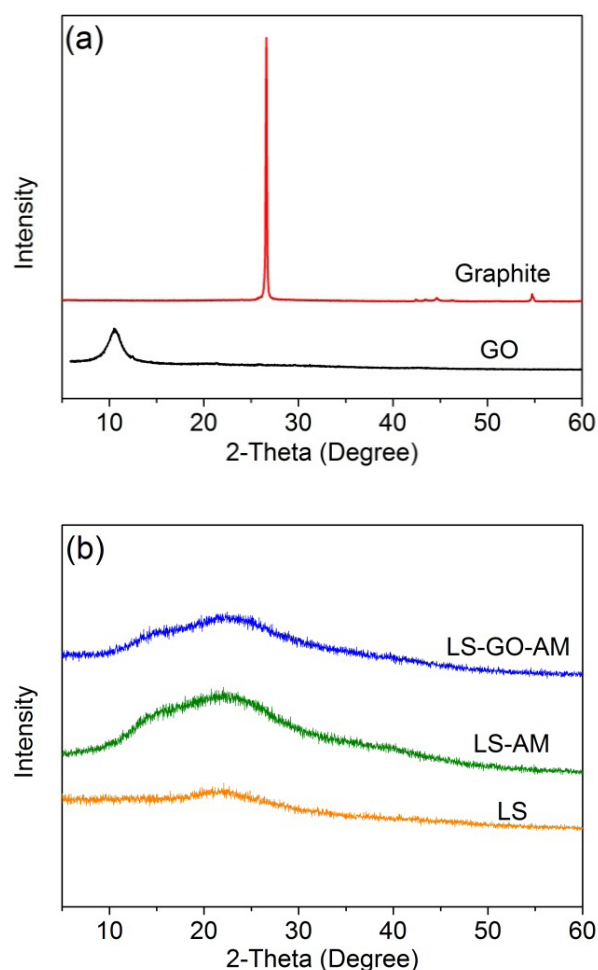 (a)
Intensity
Graphite
GO
10 20 30 40 50 60
2-Theta (Degree)
(b)
Intensity
LS-GO-AM
LS-AM
LS
10 20 30 40 50 60
2-Theta (Degree)